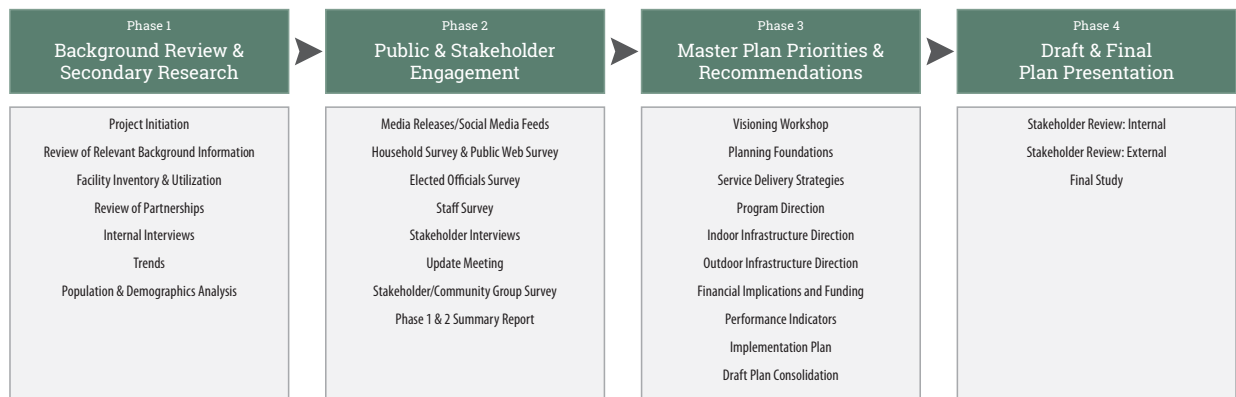 Phase 1
Background Review &
Secondary Research
Project Initiation
Review of Relevant Background Information
Facility Inventory & Utilization
Review of Partnerships
Internal Interviews
Trends
Population & Demographics Analysis
Phase 2
Public & Stakeholder
Engagement
Media Releases/Social Media Feeds
Household Survey & Public Web Survey
Elected Officials Survey
Staff Survey
Stakeholder Interviews
Update Meeting
Stakeholder/Community Group Survey
Phase 1 & 2 Summary Report
Phase 3
Master Plan Priorities &
Recommendations
Visioning Workshop
Planning Foundations
Service Delivery Strategies
Program Direction
Indoor Infrastructure Direction
Outdoor Infrastructure Direction
Financial Implications and Funding
Performance Indicators
Implementation Plan
Draft Plan Consolidation
Phase 4
Draft & Final
Plan Presentation
Stakeholder Review: Internal
Stakeholder Review: External
Final Study